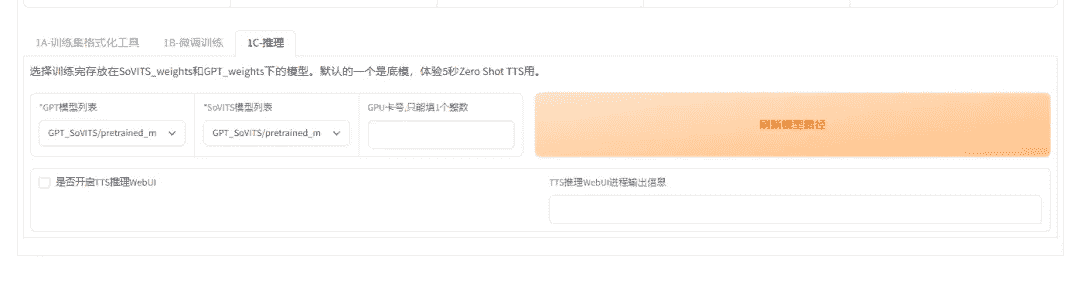 1A-训练集格式化工具
1B-微调训练
1C-推理
选择训练完存放在SoVITS_weights和GPT_weights下的模型。默认的一个是底模，体验5秒Zero Shot TTS用。
*GPT模型列表
*SoVITS模型列表
GPU卡号,只能填1个整数
GPT_SoVITS/pretrained_m
GPT_SoVITS/pretrained_m
刷新模型路径
是否开启TTS推理WebUI
TTS推理WebUI进程输出信息